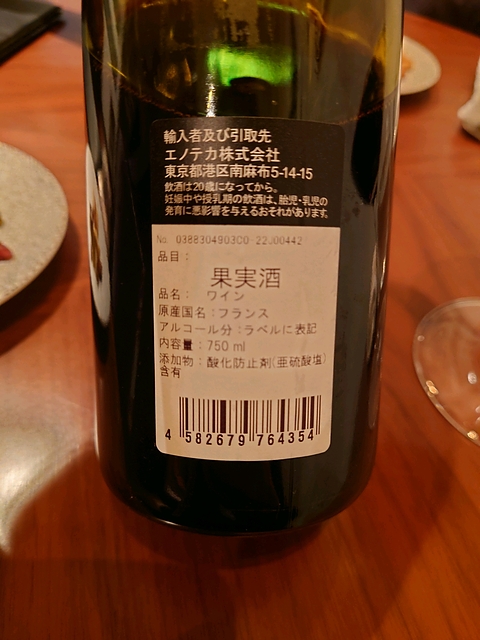 輸入者及び引取先
エノテカ株式会社
東京都港区南麻布5-14-15
飲酒は20歳になってから。
妊娠中や授乳期の飲酒は、胎児・乳児の
発育に悪影響を与えるおそれがあります。
No. 0388304903C0 22.00442
品目：
果実酒
品名： ワイン
原産国名：フランス
アルコール分：ラベルに表記
内容量：750 ml
添加物：酸化防止剤(亜硫酸塩)
含有
4 582679 764354